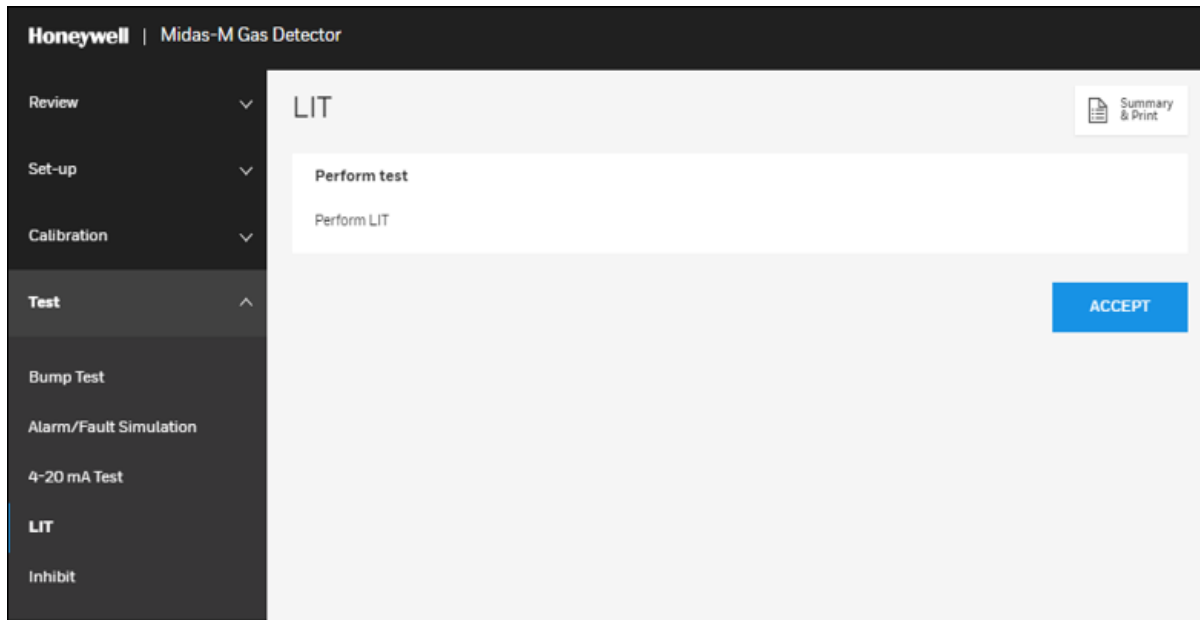 Honeywell | Midas-M Gas Detector
Review
Set-up
Calibration
Test
Bump Test
Alarm/Fault Simulation
4-20 mA Test
LIT
Inhibit
LIT
Summary
& Print
Perform test
Perform LIT
ACCEPT